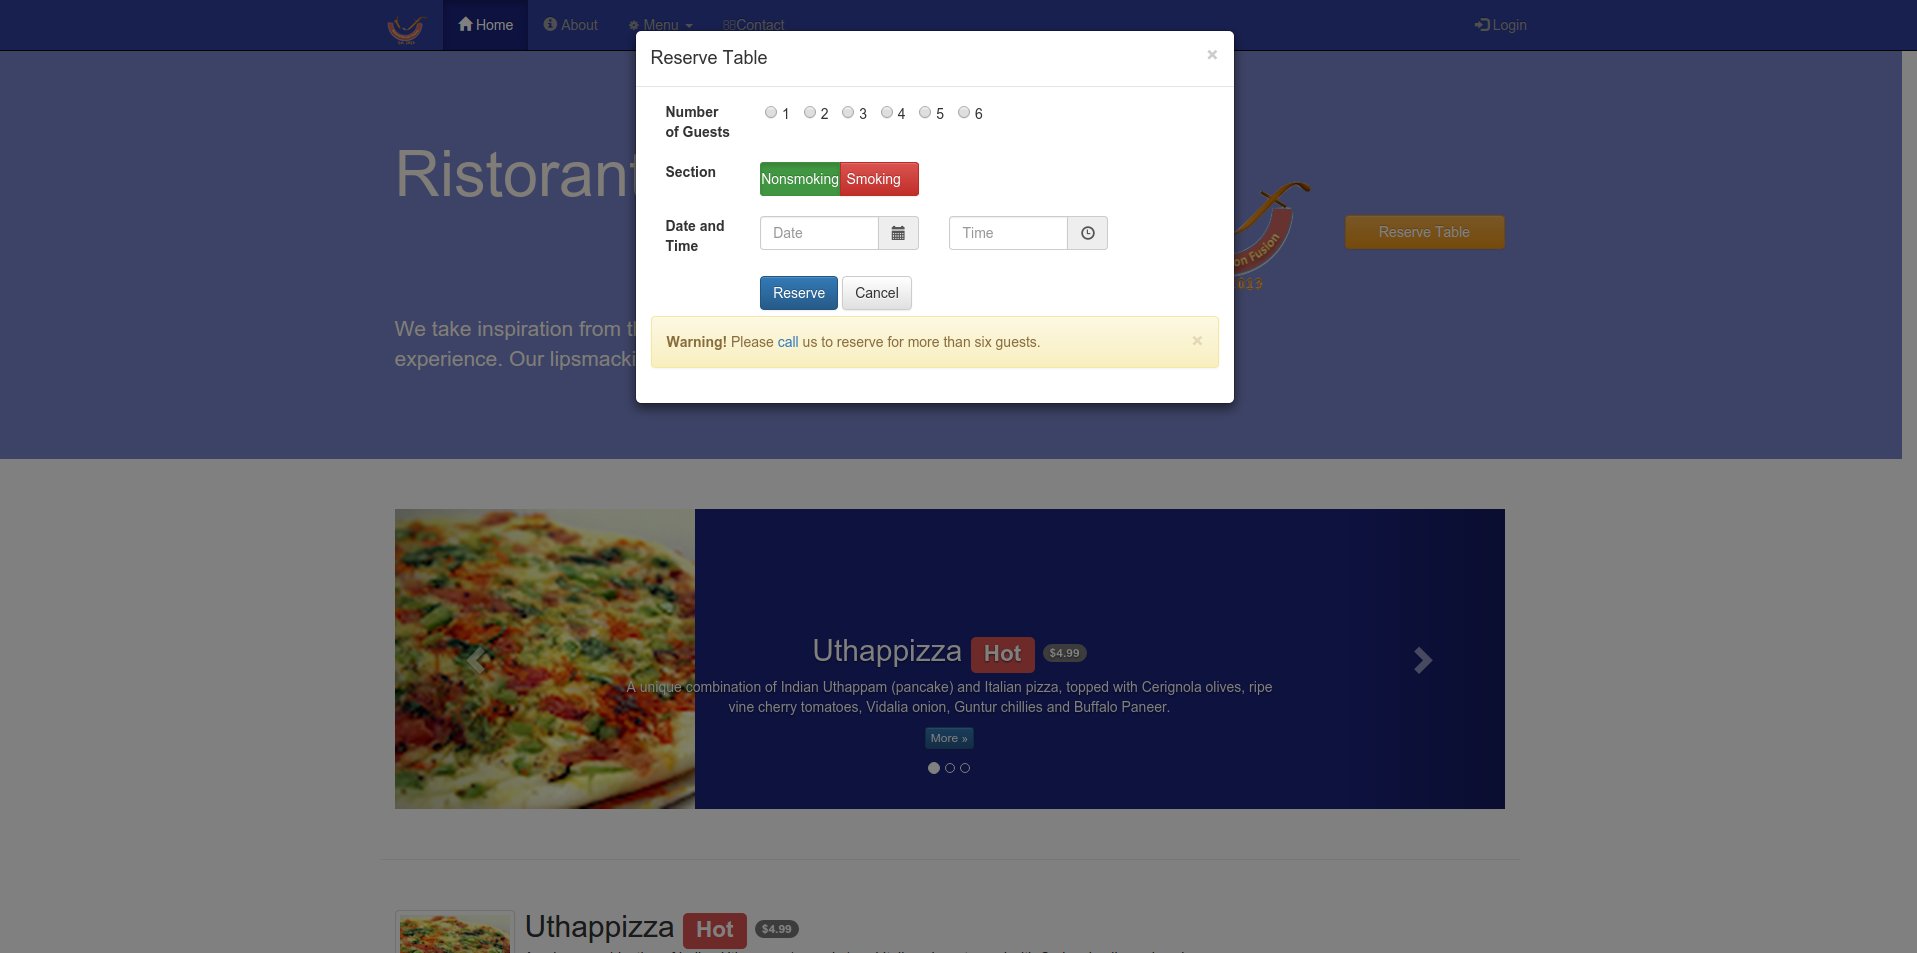 Home About Menu Contact Login
Reserve Table ×
Number of Guests 1 2 3 4 5 6
Section Nonsmoking Smoking
Date and Time Date Time
Reserve Cancel
Warning! Please call us to reserve for more than six guests. ×
Ristorant
on Fusion
Reserve Table
We take inspiration from t
experience. Our lipsmacki
Uthappizza Hot $4.99
A unique combination of Indian Uthappam (pancake) and Italian pizza, topped with Cerignola olives, ripe
vine cherry tomatoes, Vidalia onion, Guntur chillies and Buffalo Paneer.
More »
Uthappizza Hot $4.99